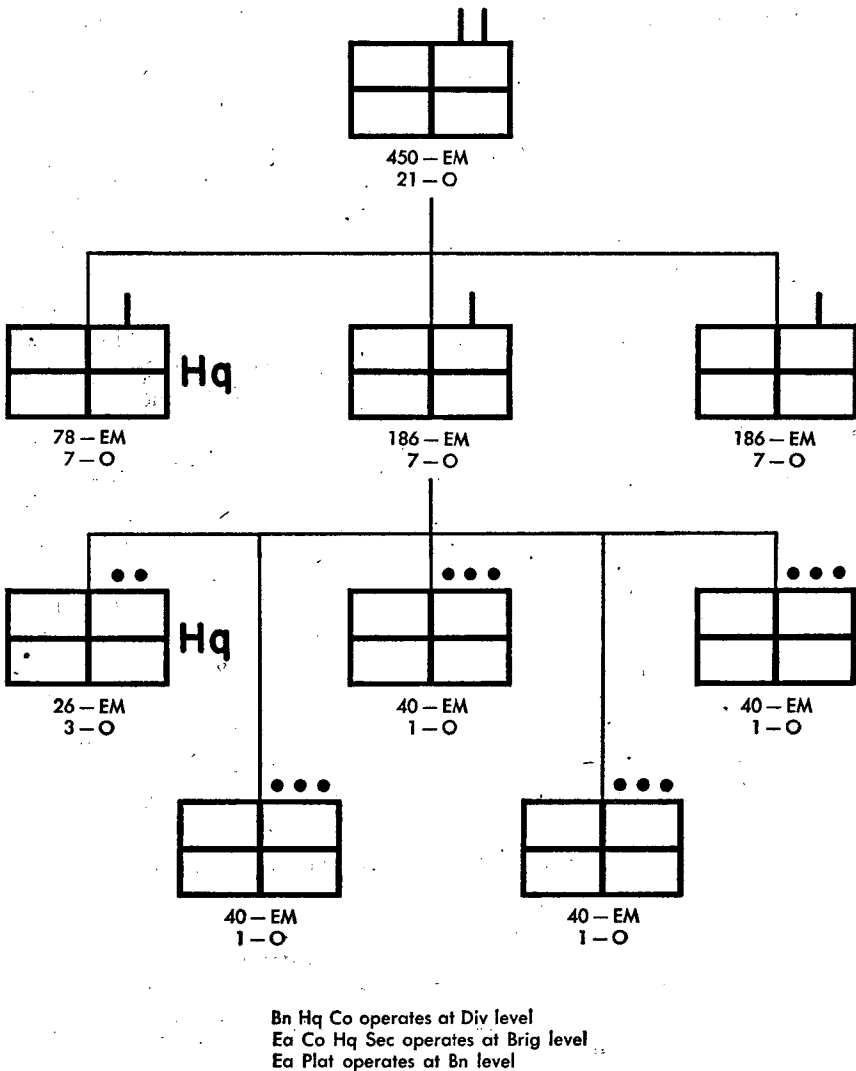 450 — EM
21 — O
Hq
78 — EM
7 — O
186 — EM
7 — O
186 — EM
7 — O
Hq
26 — EM
3 — O
40 — EM
1 — O
40 — EM
1 — O
40 — EM
1 — O
40 — EM
1 — O
Bn Hq Co operates at Div level
Ea Co Hq Sec operates at Brig level
Ea Plat operates at Bn level